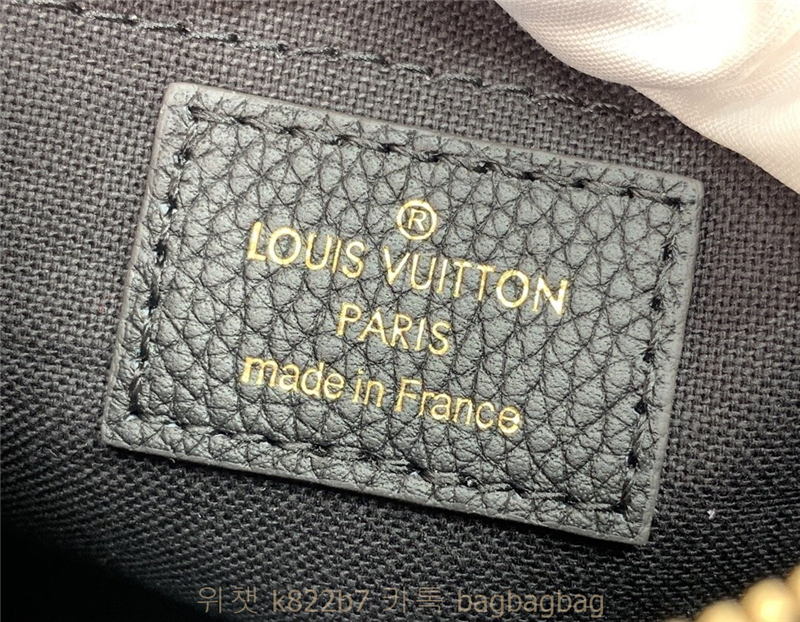 ®
LOUIS VUITTON
PARIS
made in France
위챗 k822b7 카톡 bagbagbag